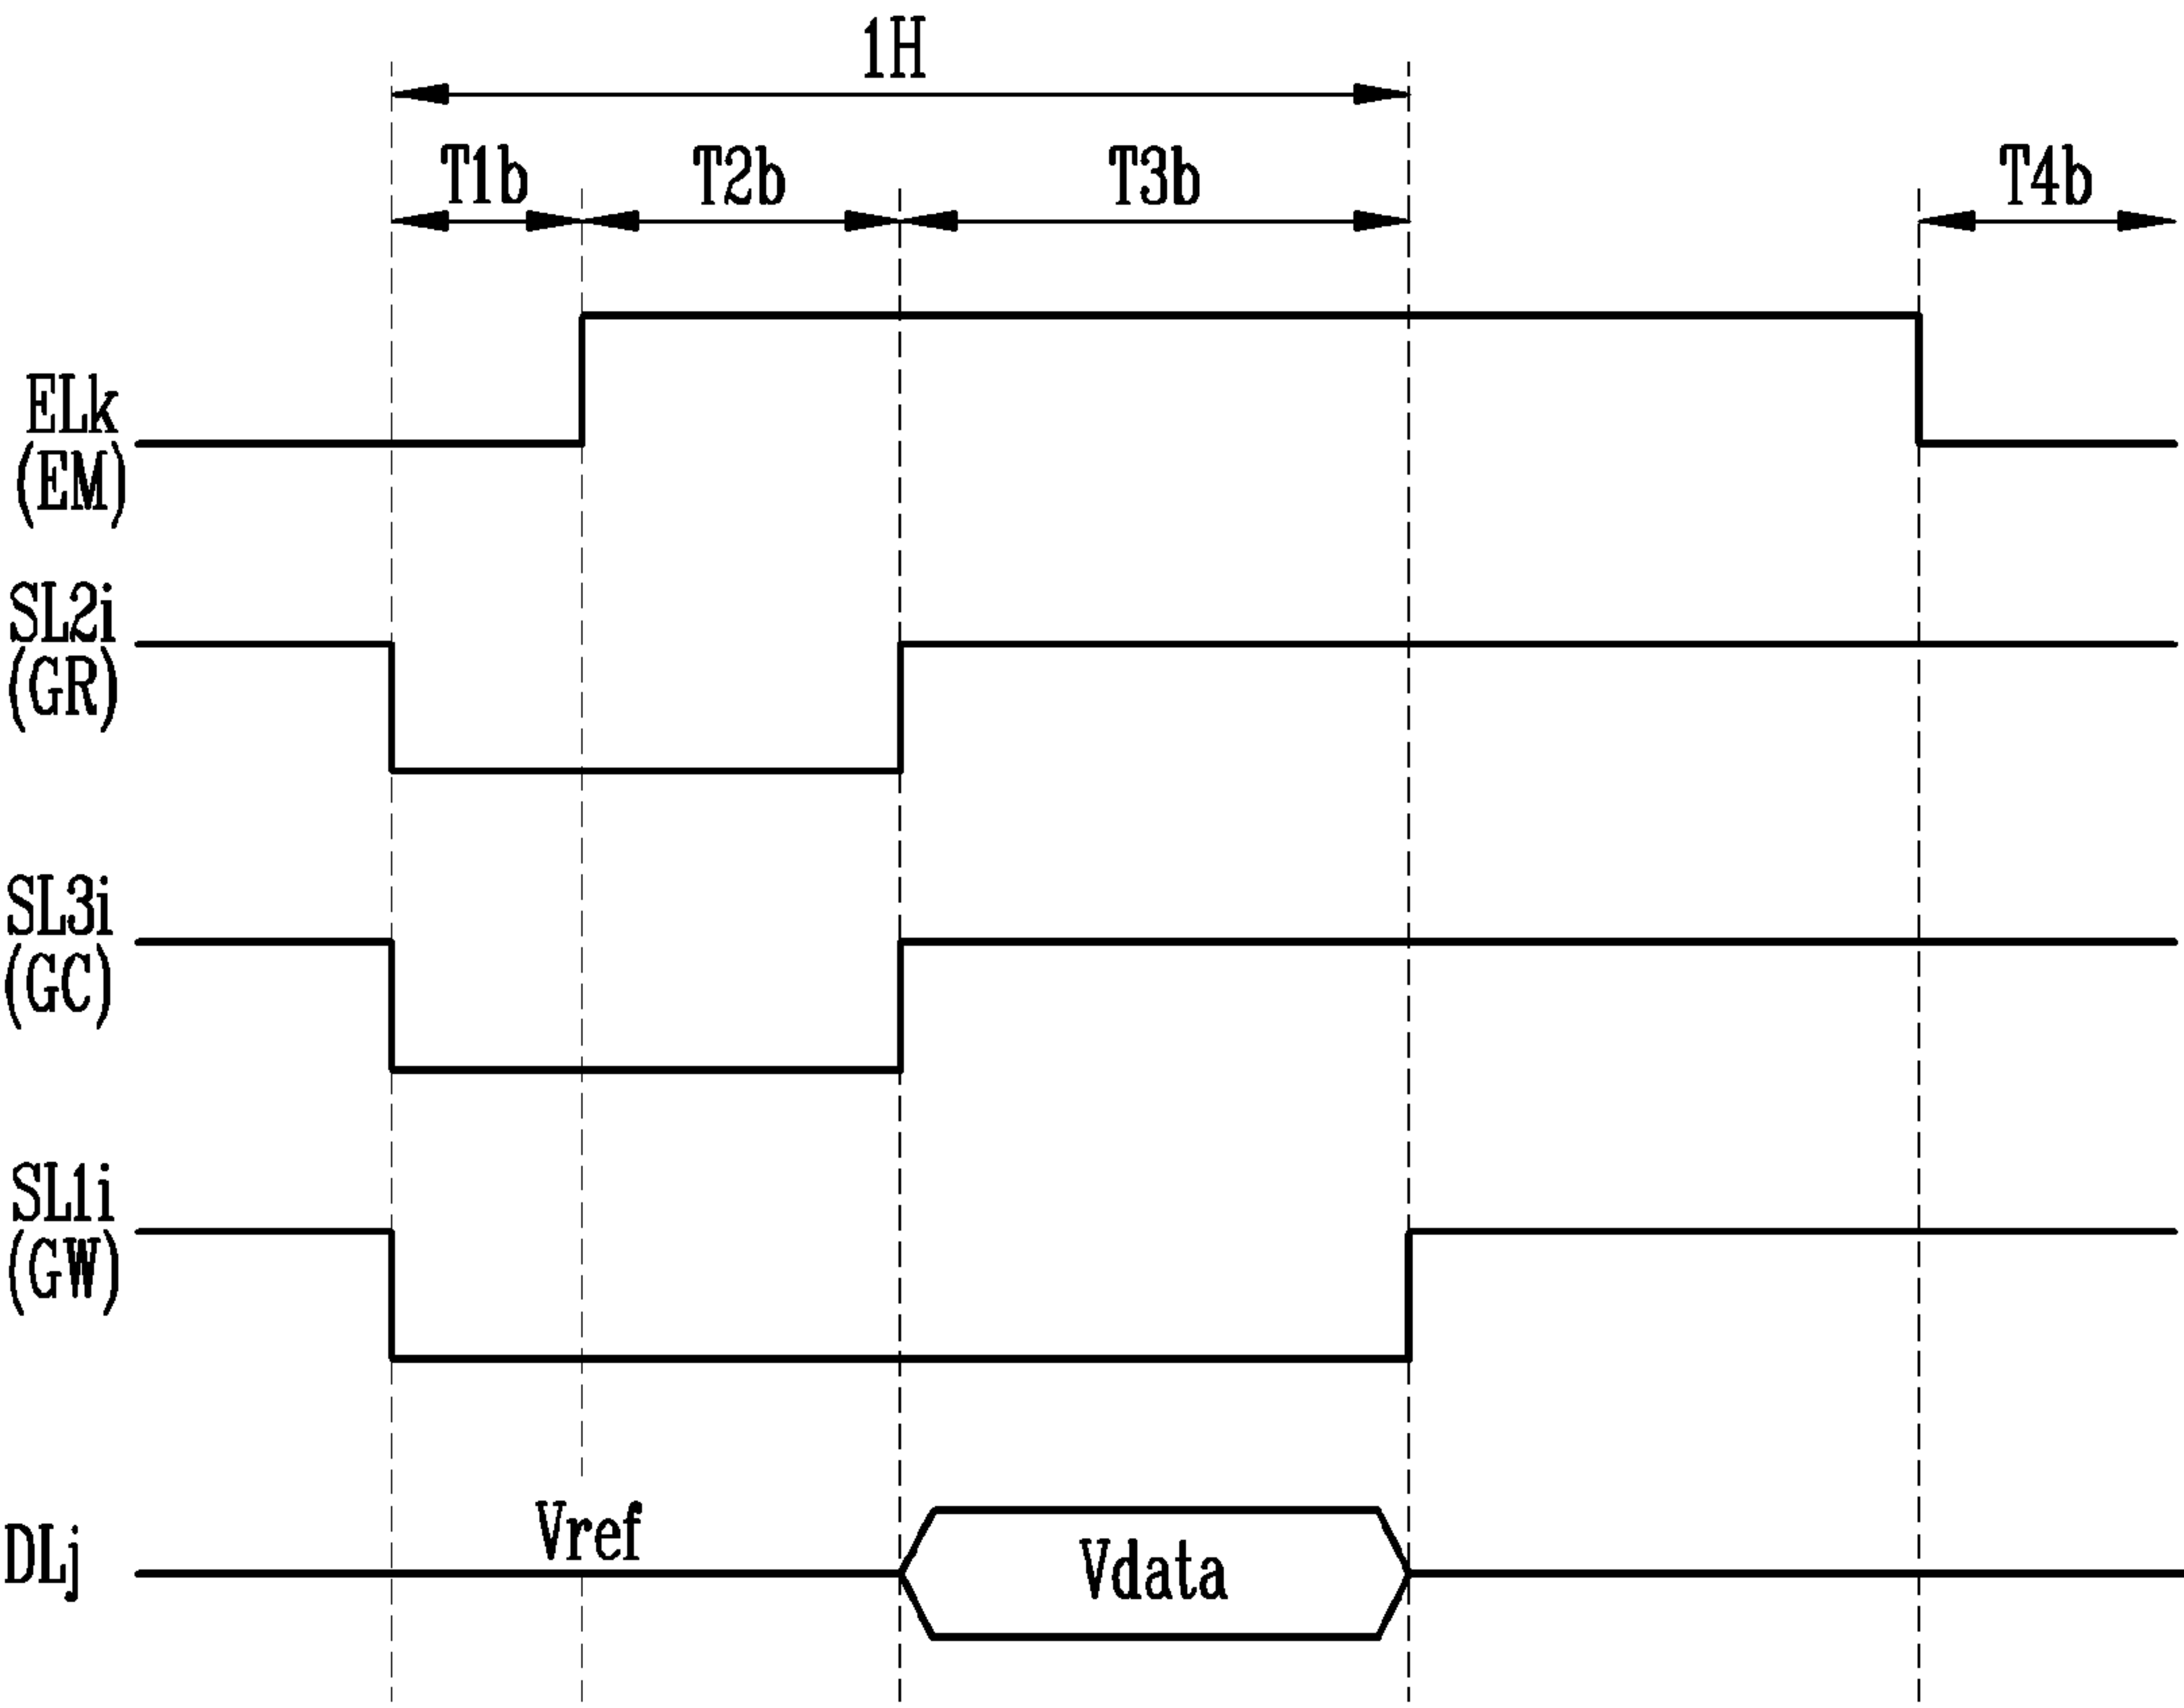 1H
T1b T2b T3b T4b
ELk
(EM)
SL2i
(GR)
SL3i
(GC)
SL1i
(GW)
Vref
DLj
Vdata